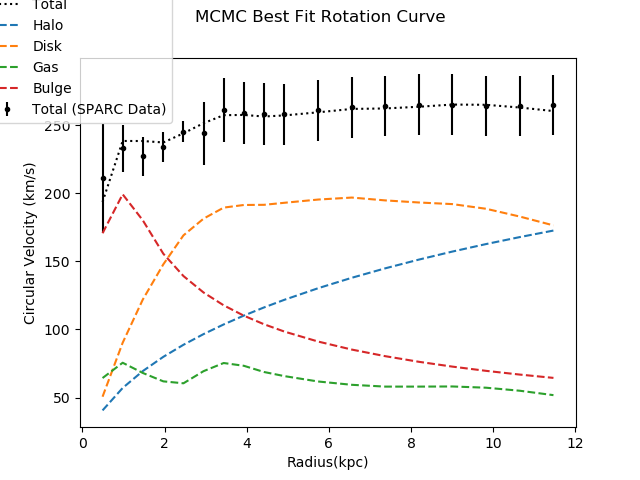 MCMC Best Fit Rotation Curve
Total
Halo
Disk
Gas
Bulge
Total (SPARC Data)
250
200
150
100
50
Circular Velocity (km/s)
0 2 4 6 8 10 12
Radius(kpc)